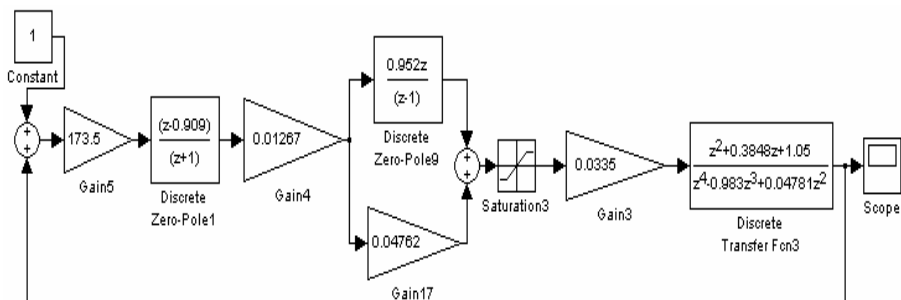 1
Constant
+
+
173.5
Gain5
(z-0.909)
(z+1)
Discrete
Zero-Pole1
0.01267
Gain4
0.952z
(z-1)
Discrete
Zero-Pole9
0.04762
Gain17
+
+
Saturation3
0.0335
Gain3
z²+0.3848z+1.05
z⁴-0.983z³+0.04781z²
Discrete
Transfer Fcn3
Scope